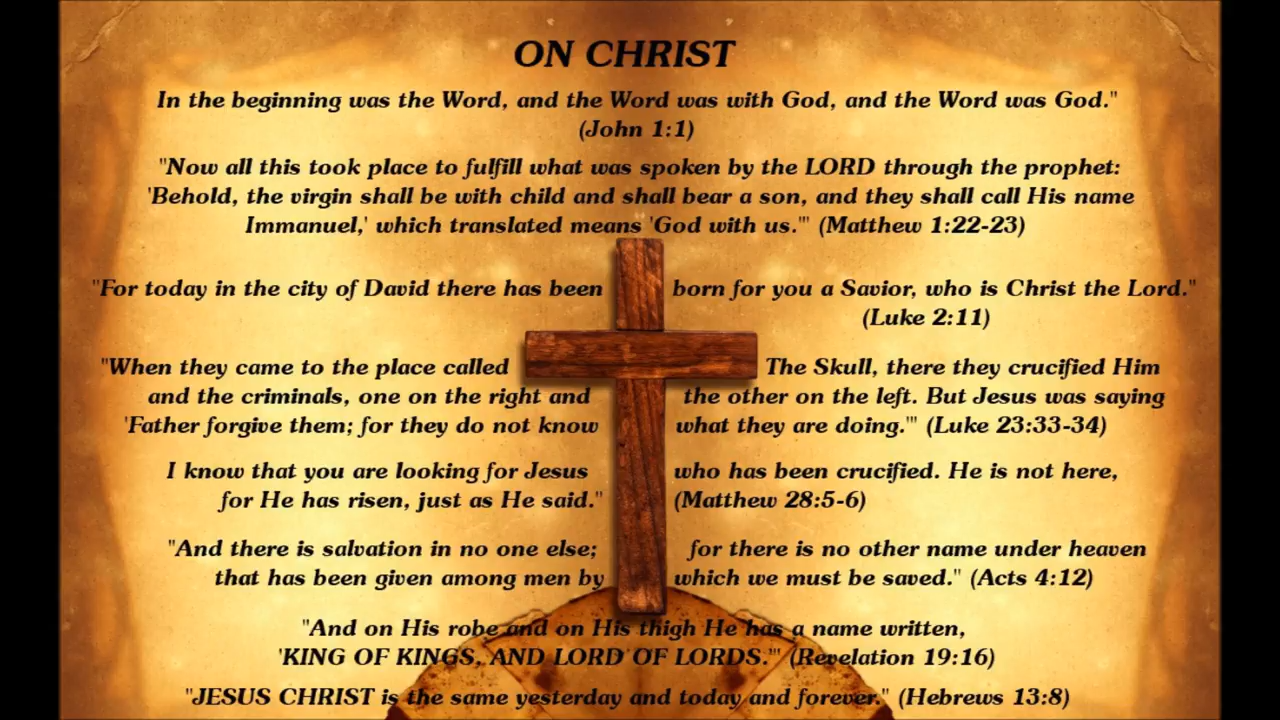 ON CHRIST
In the beginning was the Word, and the Word was with God, and the Word was God."
(John 1:1)
"Now all this took place to fulfill what was spoken by the LORD through the prophet:
'Behold, the virgin shall be with child and shall bear a son, and they shall call His name
Immanuel,' which translated means 'God with us.'" (Matthew 1:22-23)
"For today in the city of David there has been born for you a Savior, who is Christ the Lord."
(Luke 2:11)
"When they came to the place called The Skull, there they crucified Him
and the criminals, one on the right and the other on the left. But Jesus was saying
'Father forgive them; for they do not know what they are doing.'" (Luke 23:33-34)
I know that you are looking for Jesus who has been crucified. He is not here,
for He has risen, just as He said." (Matthew 28:5-6)
"And there is salvation in no one else; for there is no other name under heaven
that has been given among men by which we must be saved." (Acts 4:12)
"And on His robe and on His thigh He has a name written,
'KING OF KINGS, AND LORD OF LORDS.'" (Revelation 19:16)
"JESUS CHRIST is the same yesterday and today and forever." (Hebrews 13:8)